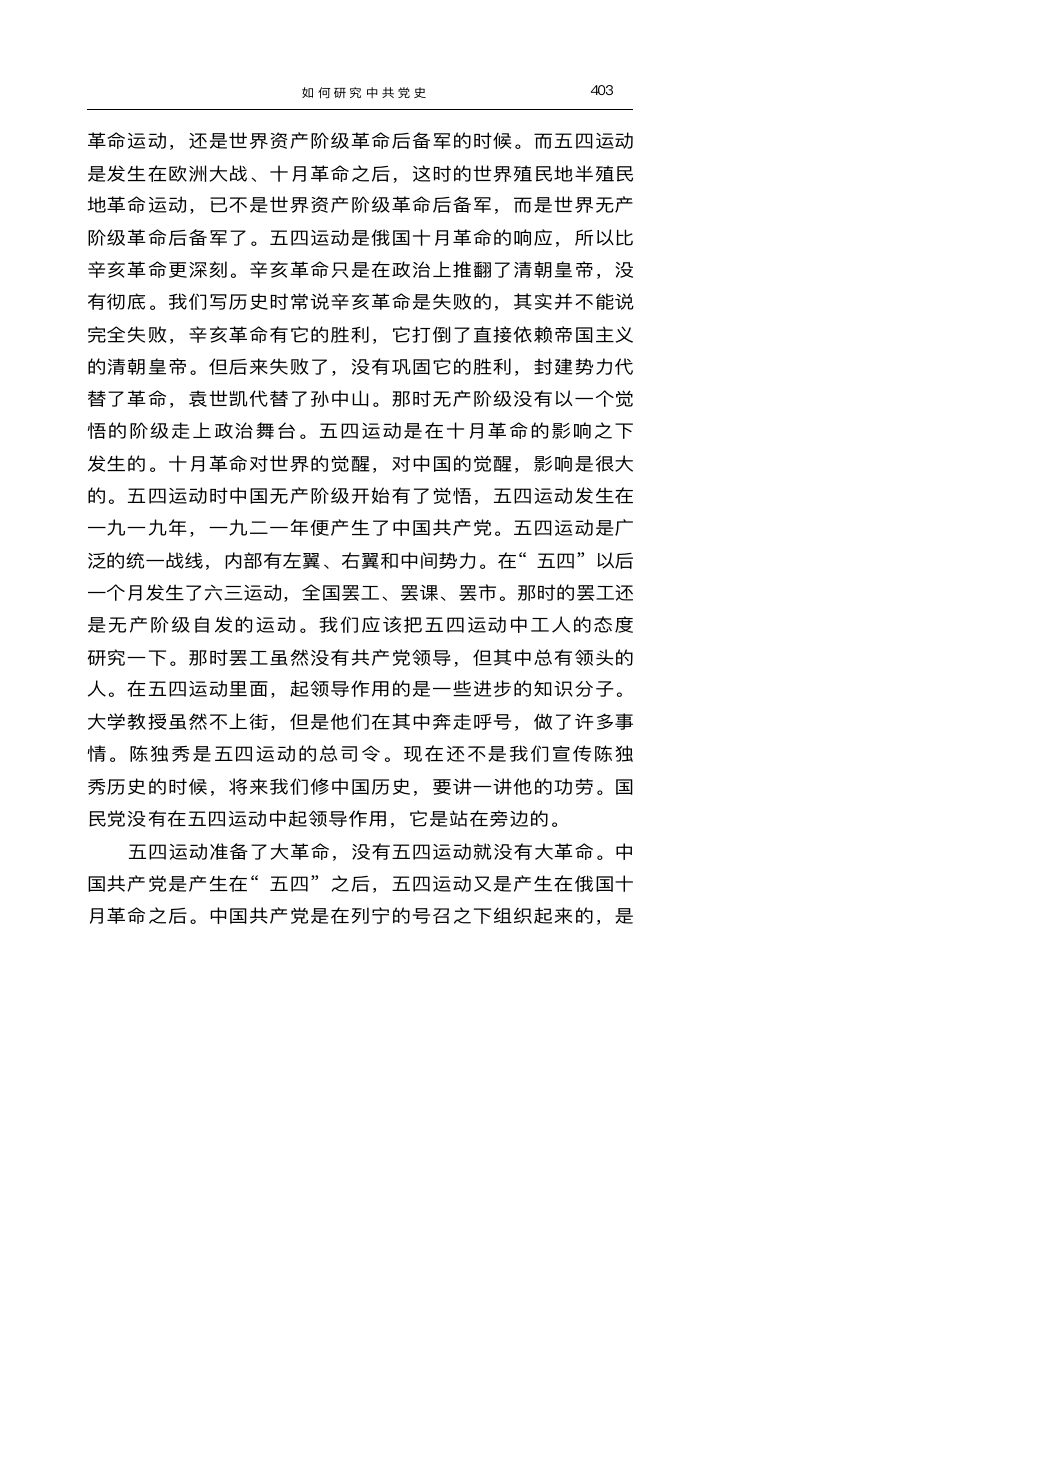 如何研究中共党史 403
革命运动，还是世界资产阶级革命后备军的时候。而五四运动
是发生在欧洲大战、十月革命之后，这时的世界殖民地半殖民
地革命运动，已不是世界资产阶级革命后备军，而是世界无产
阶级革命后备军了。五四运动是俄国十月革命的响应，所以比
辛亥革命更深刻。辛亥革命只是在政治上推翻了清朝皇帝，没
有彻底。我们写历史时常说辛亥革命是失败的，其实并不能说
完全失败，辛亥革命有它的胜利，它打倒了直接依赖帝国主义
的清朝皇帝。但后来失败了，没有巩固它的胜利，封建势力代
替了革命，袁世凯代替了孙中山。那时无产阶级没有以一个觉
悟的阶级走上政治舞台。五四运动是在十月革命的影响之下
发生的。十月革命对世界的觉醒，对中国的觉醒，影响是很大
的。五四运动时中国无产阶级开始有了觉悟，五四运动发生在
一九一九年，一九二一年便产生了中国共产党。五四运动是广
泛的统一战线，内部有左翼、右翼和中间势力。在“五四”以后
一个月发生了六三运动，全国罢工、罢课、罢市。那时的罢工还
是无产阶级自发的运动。我们应该把五四运动中工人的态度
研究一下。那时罢工虽然没有共产党领导，但其中总有领头的
人。在五四运动里面，起领导作用的是一些进步的知识分子。
大学教授虽然不上街，但是他们在其中奔走呼号，做了许多事
情。陈独秀是五四运动的总司令。现在还不是我们宣传陈独
秀历史的时候，将来我们修中国历史，要讲一讲他的功劳。国
民党没有在五四运动中起领导作用，它是站在旁边的。
五四运动准备了大革命，没有五四运动就没有大革命。中
国共产党是产生在“五四”之后，五四运动又是产生在俄国十
月革命之后。中国共产党是在列宁的号召之下组织起来的，是